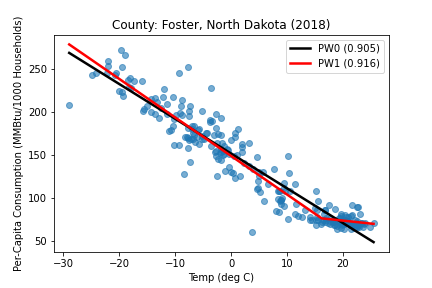 County: Foster, North Dakota (2018)
PW0 (0.905)
PW1 (0.916)
Per-Capita Consumption (MMBtu/1000 Households)
250
200
150
100
50
−30 −20 −10 0 10 20
Temp (deg C)